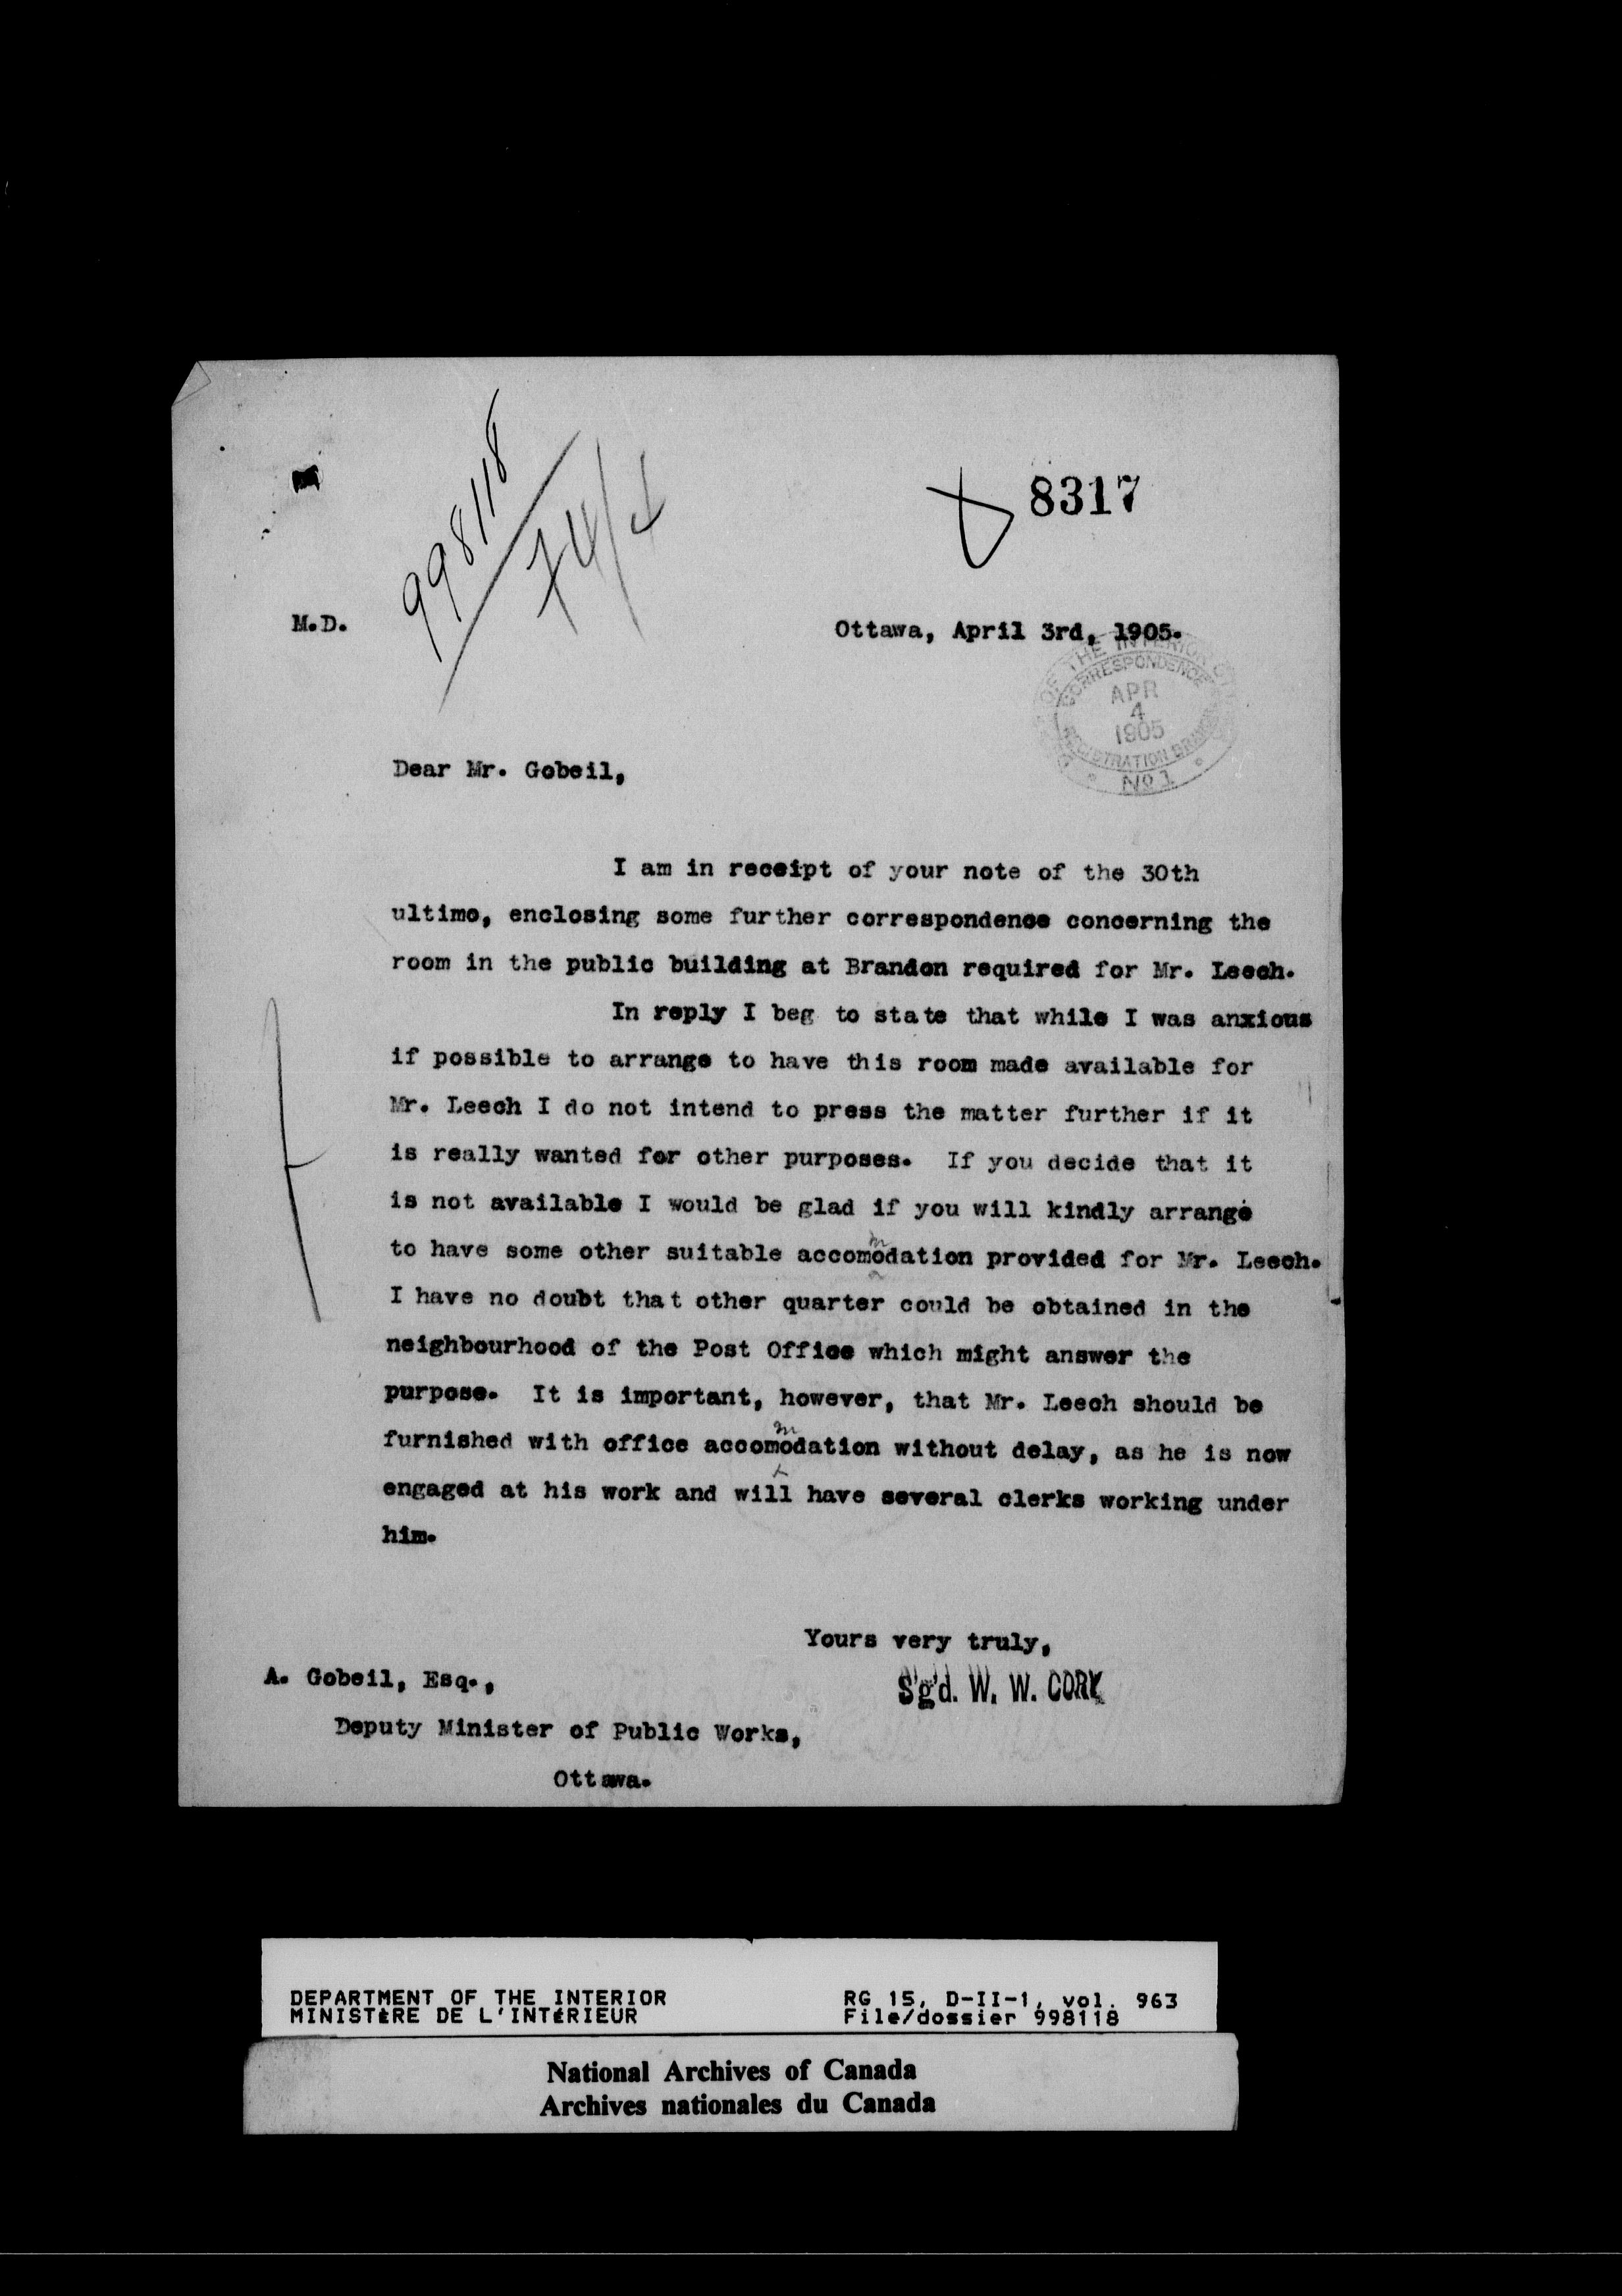 998118
8317
M.D.
Ottawa, April 3rd, 1905.
OF THE INTERIOR
CORRESPONDENCE
APR
4
1905
REGISTRATION BRANCH
No 1
Dear Mr. Gobeil,
I am in receipt of your note of the 30th
ultimo, enclosing some further correspondence concerning the
room in the public building at Brandon required for Mr. Leech.
In reply I beg to state that while I was anxious
if possible to arrange to have this room made available for
Mr. Leech I do not intend to press the matter further if it
is really wanted for other purposes. If you decide that it
is not available I would be glad if you will kindly arrange
to have some other suitable accommodation provided for Mr. Leech.
I have no doubt that other quarter could be obtained in the
neighbourhood of the Post Office which might answer the
purpose. It is important, however, that Mr. Leech should be
furnished with office accommodation without delay, as he is now
engaged at his work and will have several clerks working under
him.
Yours very truly,
S'g'd. W. W. CORY
A. Gobeil, Esq.,
Deputy Minister of Public Works,
Ottawa.
DEPARTMENT OF THE INTERIOR
MINISTÈRE DE L'INTÉRIEUR
RG 15, D-II-1, vol. 963
File/dossier 998118
National Archives of Canada
Archives nationales du Canada